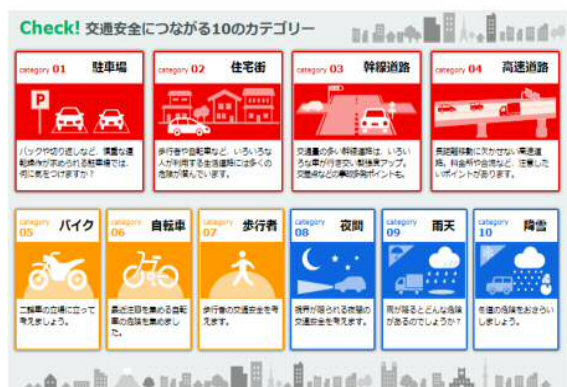 Check! 交通安全につながる10のカテゴリー
category 01 駐車場
バックや切り返しなど、慎重な運
転操作が求められる駐車場では、
何に気をつけますか?
category 02 住宅街
歩行者や自転車など、いろいろな
人が利用する生活道路には多くの
危険が潜んでいます。
category 03 幹線道路
交通量の多い幹線道路は、いろい
ろな車が行き交い緊張度アップ。
交差点などの事故多発ポイントも。
category 04 高速道路
長距離移動に欠かせない高速道
路。料金所や合流など、注意した
いポイントがあります。
category
05 バイク
二輪車の立場に立って
考えましょう。
category
06 自転車
最近注目を集める自転
車の危険を集めまし
た。
category
07 歩行者
歩行者の交通安全を考
えます。
category
08 夜間
視界が限られる夜間の
交通安全を考えます。
category
09 雨天
雨が降るとどんな危険
があるのでしょうか?
category
10 降雪
冬道の危険をおさらい
しましょう。